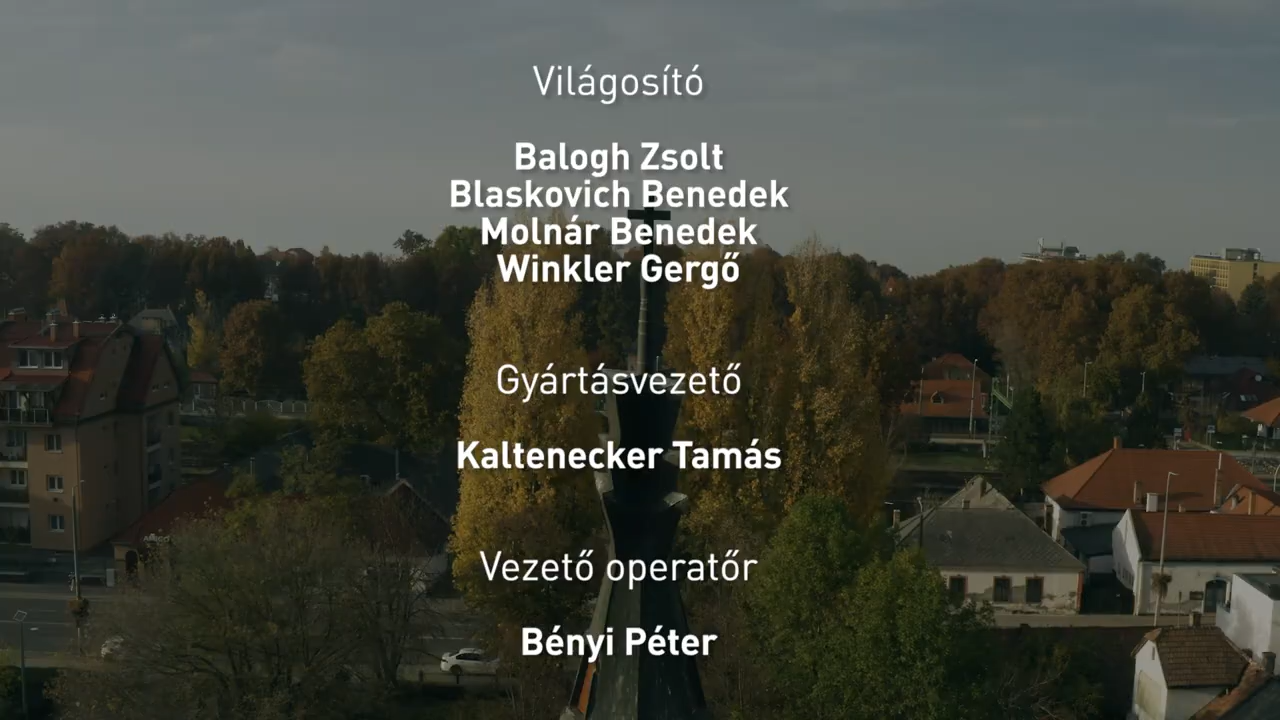 Világosító
Balogh Zsolt
Blaskovich Benedek
Molnár Benedek
Winkler Gergő
Gyártásvezető
Kaltenecker Tamás
Vezető operatőr
Bényi Péter